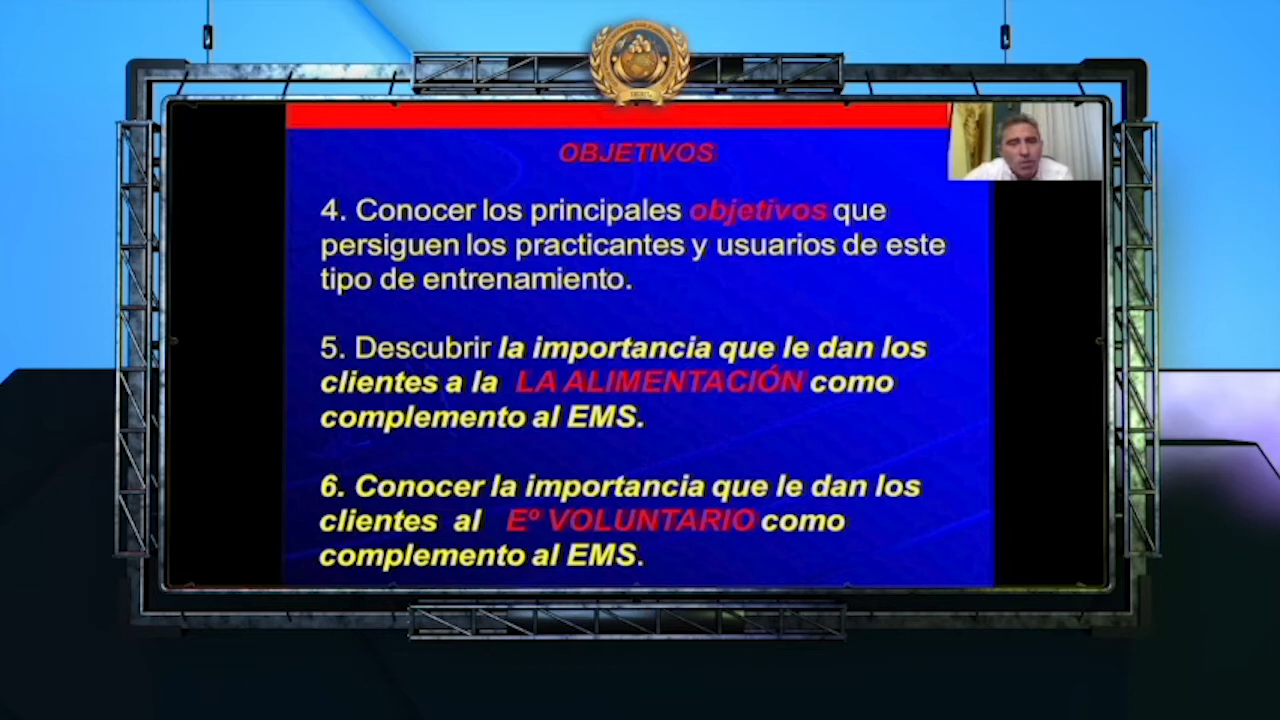 OBJETIVOS
4. Conocer los principales objetivos que
persiguen los practicantes y usuarios de este
tipo de entrenamiento.
5. Descubrir la importancia que le dan los
clientes a la LA ALIMENTACIÓN como
complemento al EMS.
6. Conocer la importancia que le dan los
clientes al Eº VOLUNTARIO como
complemento al EMS.